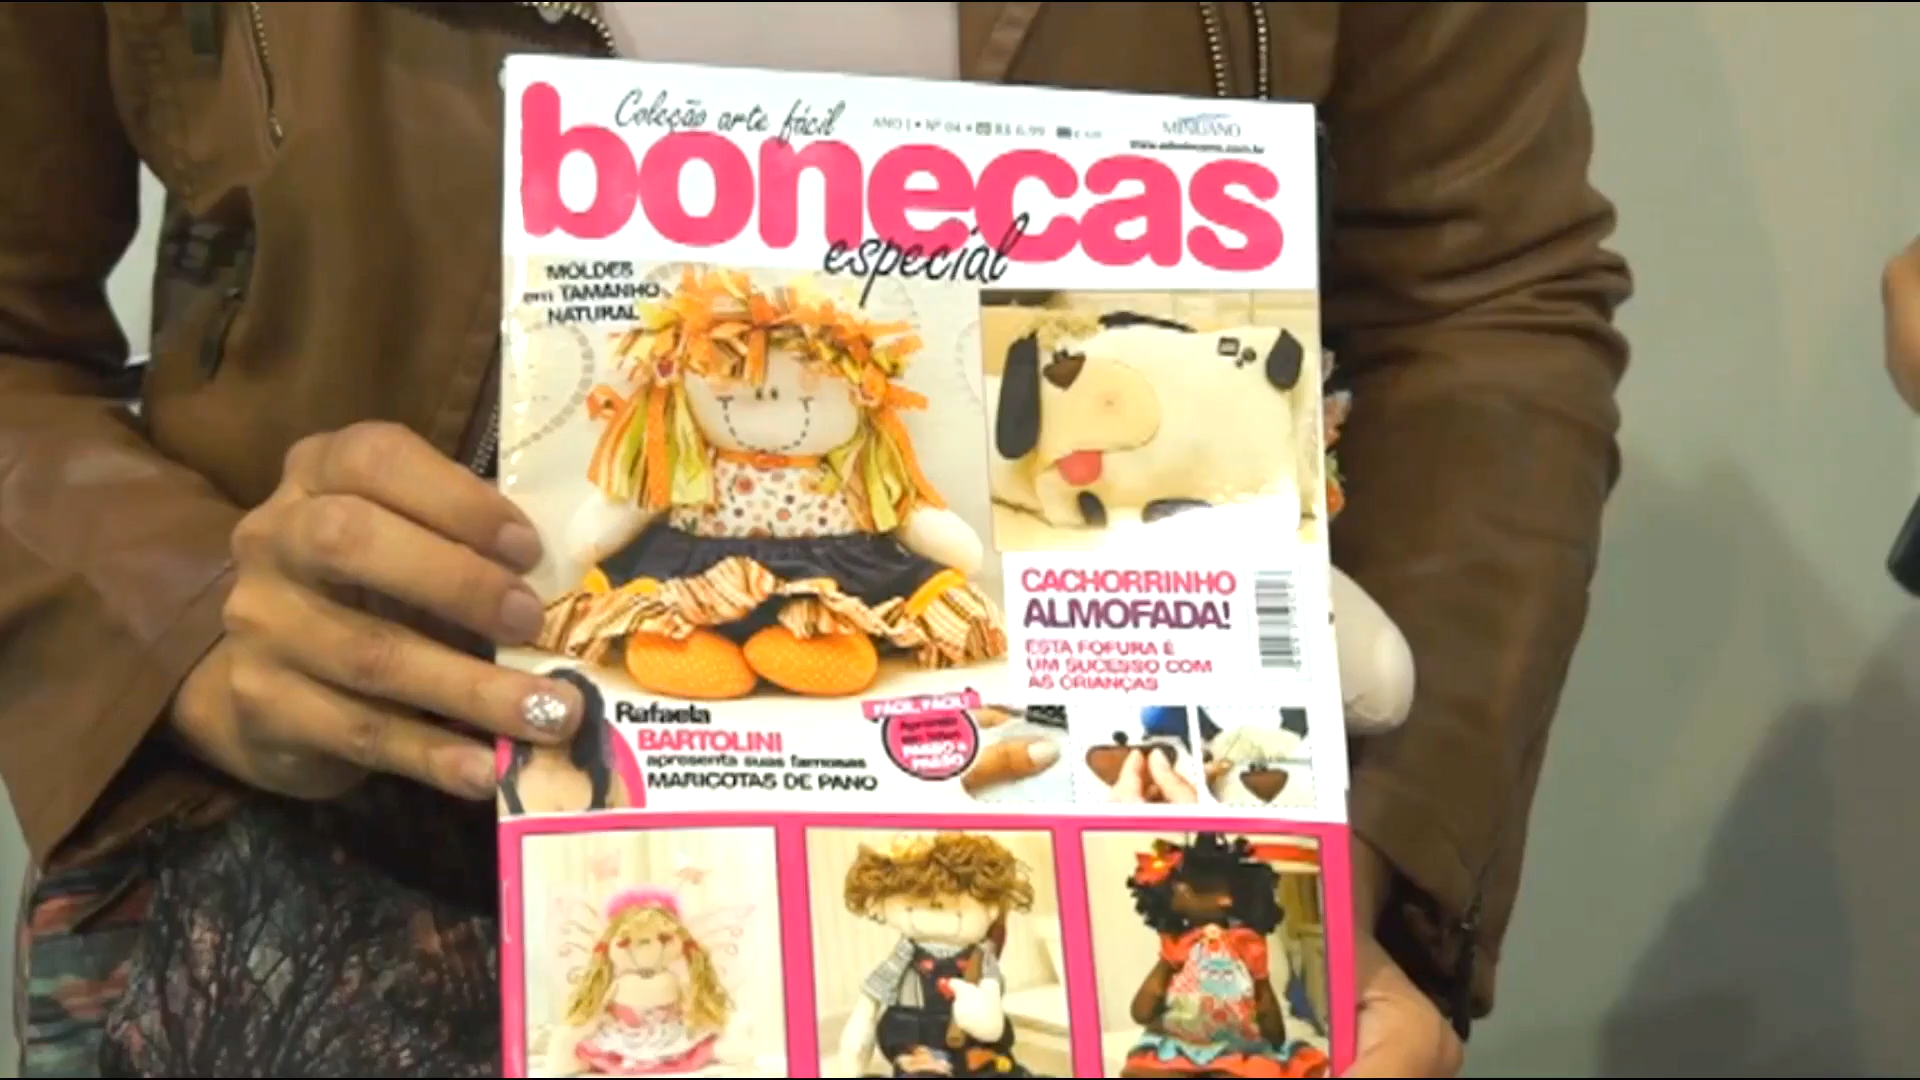 Coleção arte fácil
ANO I • Nº 04 • R$ 6,99
MINUANO
bonecas
especial
MOLDES
em TAMANHO
NATURAL
CACHORRINHO
ALMOFADA!
ESTA FOFURA É
UM SUCESSO COM
AS CRIANÇAS
Rafaela
BARTOLINI
apresenta suas famosas
MARICOTAS DE PANO
FÁCIL, FÁCIL!
PASSO a
PASSO